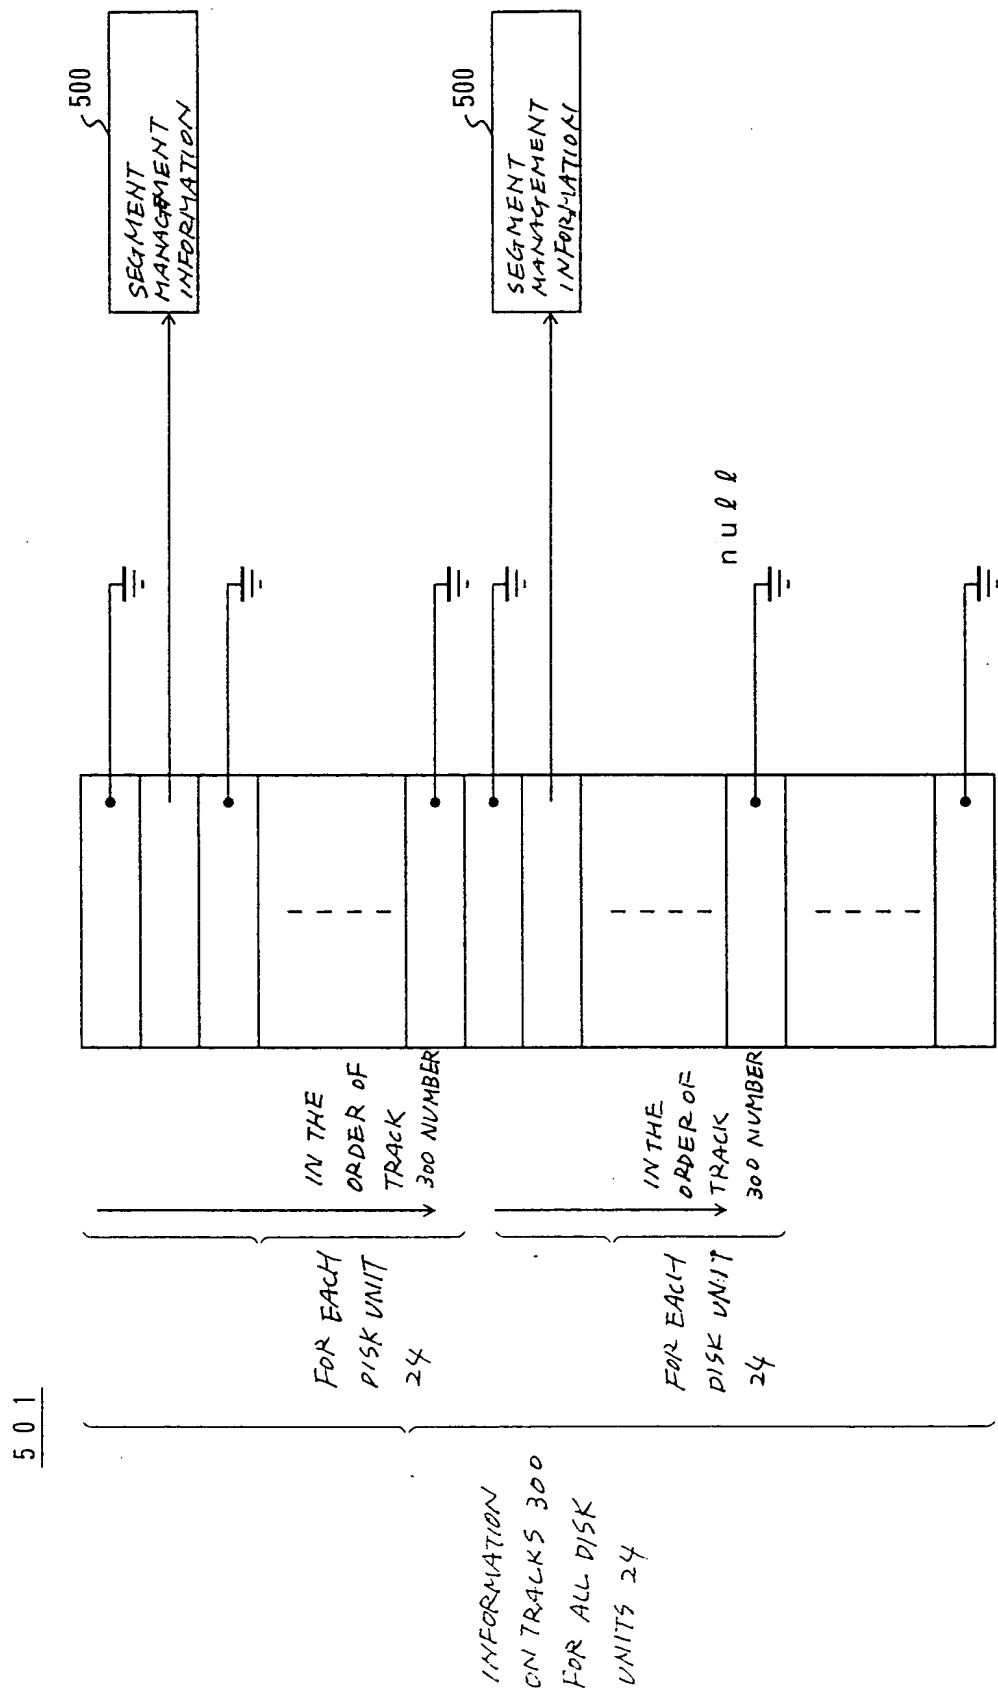 501
INFORMATION
ON TRACKS 300
FOR ALL DISK
UNITS 24
FOR EACH
DISK UNIT
24
IN THE
ORDER OF
TRACK
300 NUMBER
FOR EACH
DISK UNIT
24
IN THE
ORDER OF
TRACK
300 NUMBER
null
500
SEGMENT
MANAGEMENT
INFORMATION
500
SEGMENT
MANAGEMENT
INFORMATION